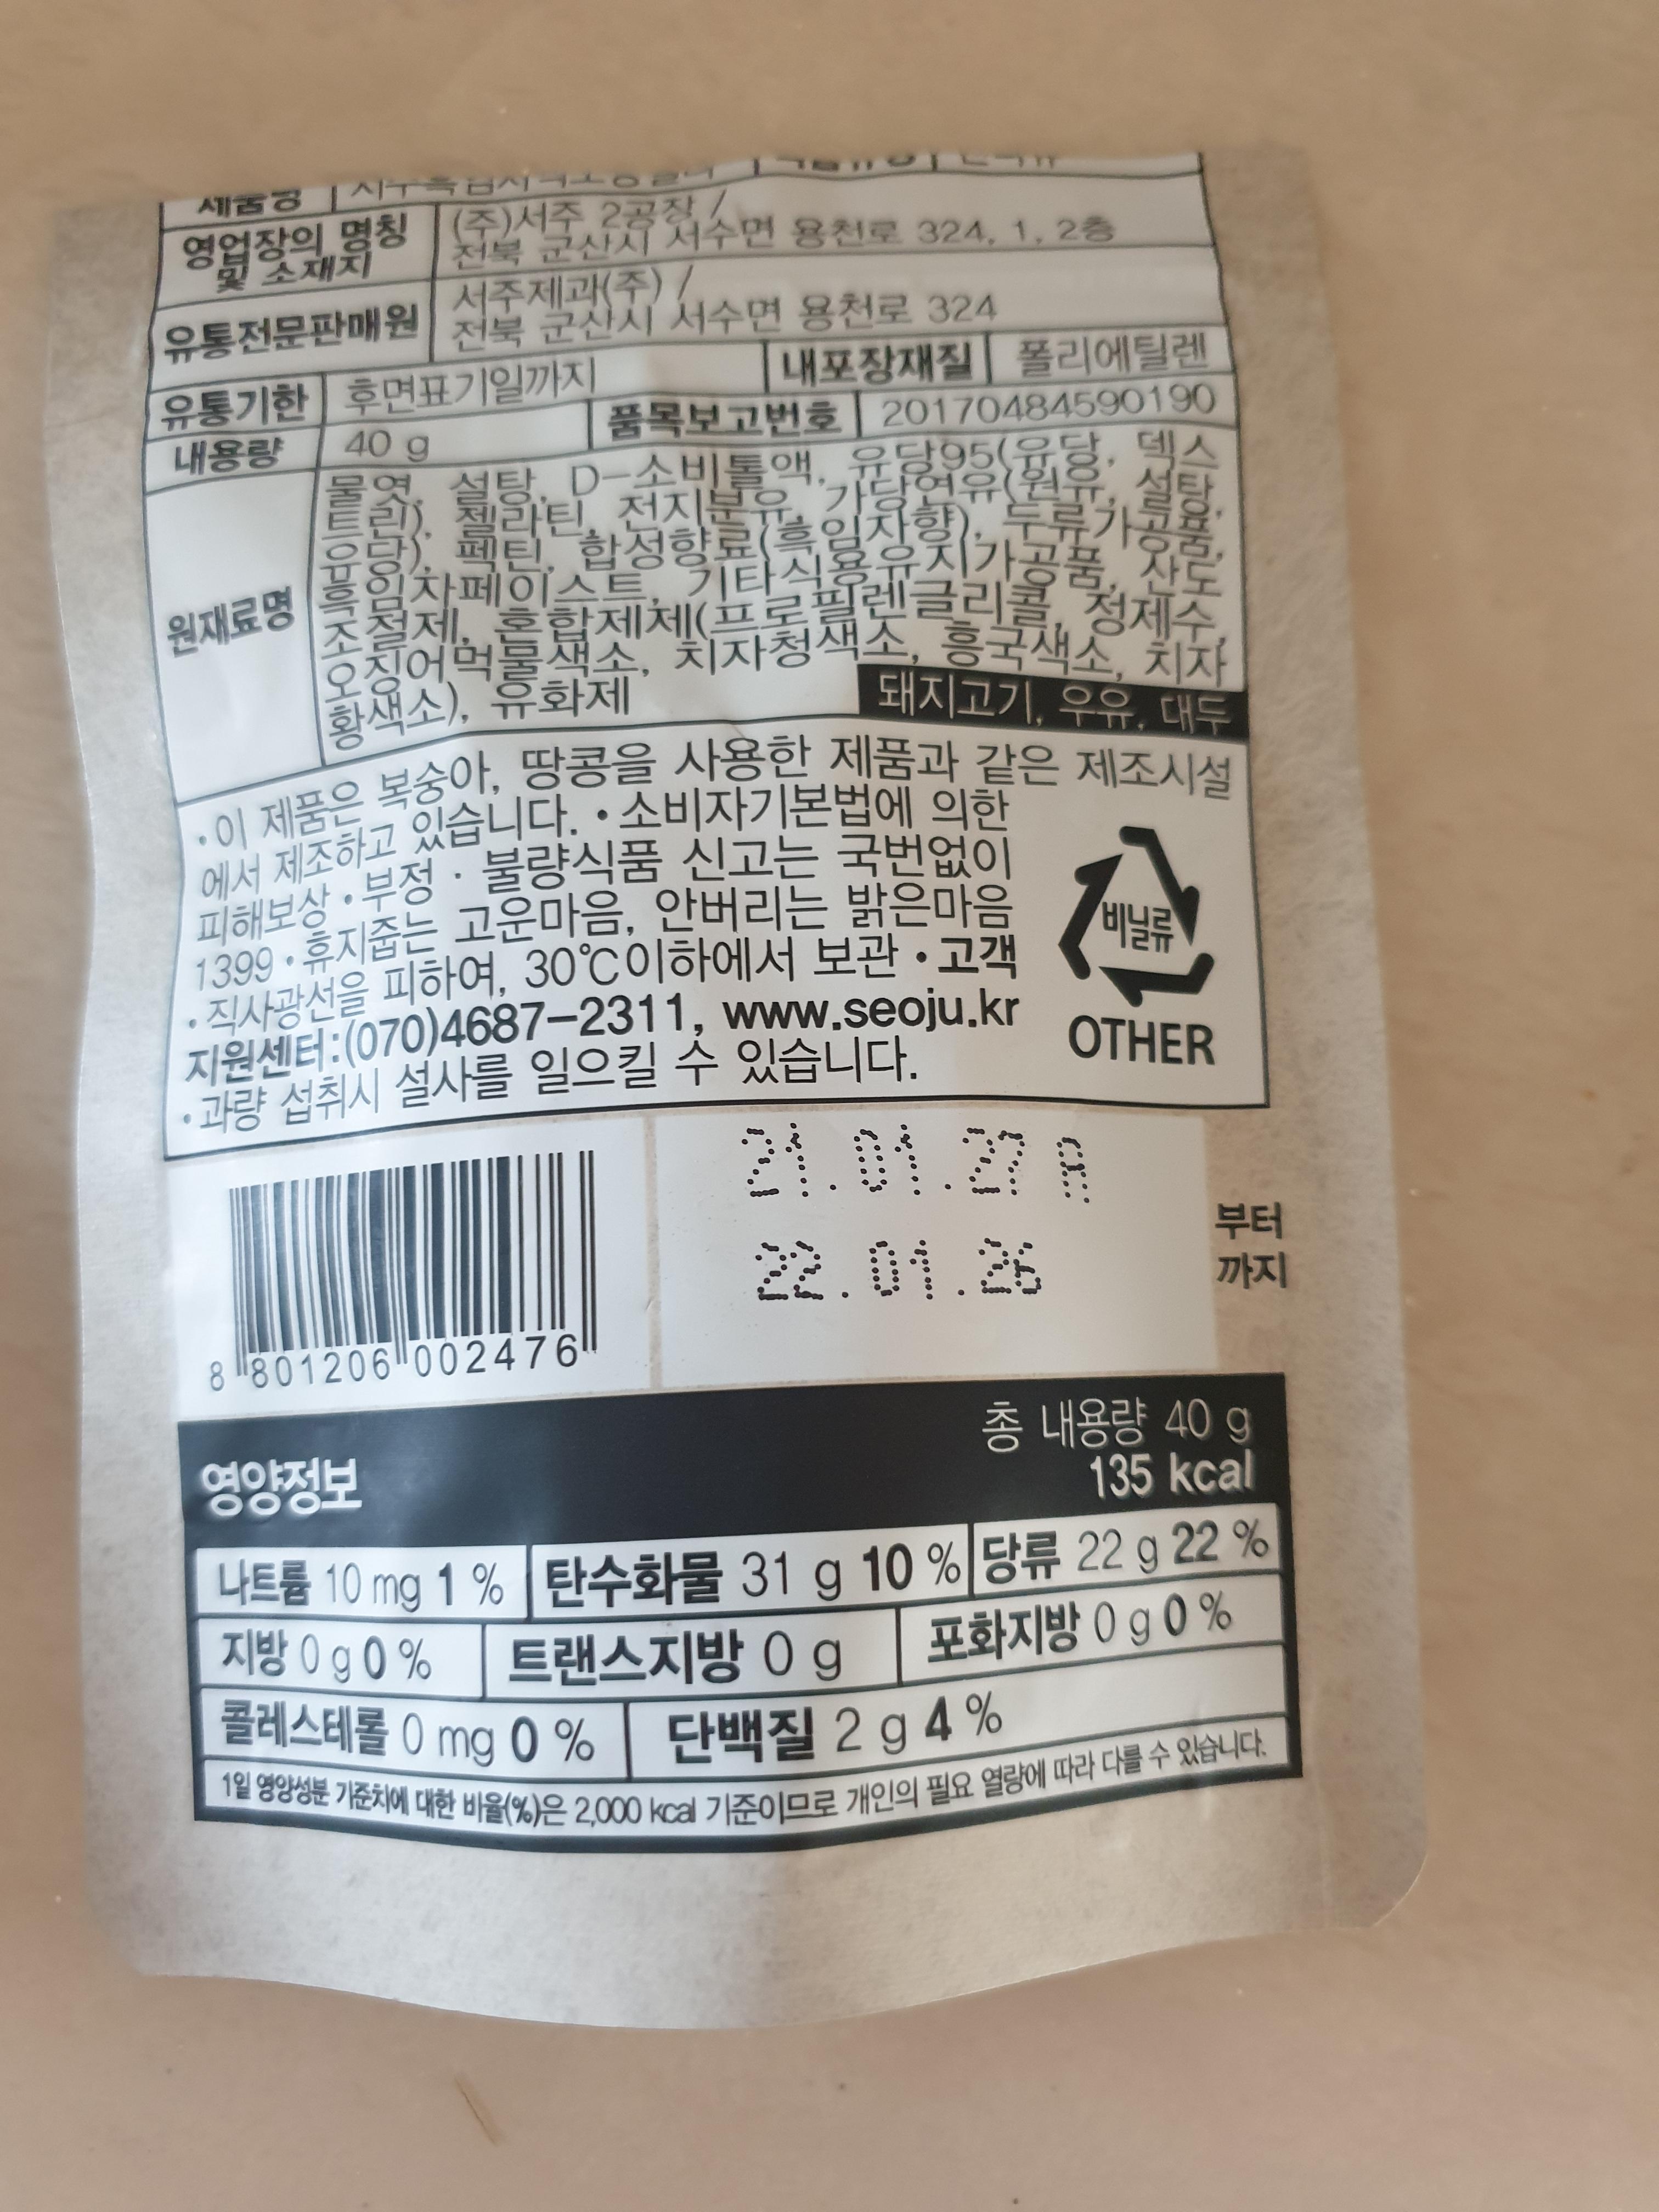 제품명
영업장의 명칭 및 소재지 (주)서주 2공장 /
전북 군산시 서수면 용천로 324, 1, 2층
유통전문판매원 서주제과(주) /
전북 군산시 서수면 용천로 324
유통기한 후면표기일까지 내포장재질 폴리에틸렌
내용량 40 g 품목보고번호 20170484590190
원재료명
물엿, 설탕, D-소비톨액, 유당95(유당, 덱스
트린), 젤라틴, 전지분유, 가당연유(원유, 설탕,
유당), 펙틴, 합성향료(흑임자향), 두류가공품,
흑임자페이스트, 기타식용유지가공품, 산도
조절제, 혼합제제(프로필렌글리콜, 정제수,
오징어먹물색소, 치자청색소, 홍국색소, 치자
황색소), 유화제
돼지고기, 우유, 대두
•이 제품은 복숭아, 땅콩을 사용한 제품과 같은 제조시설
에서 제조하고 있습니다. •소비자기본법에 의한
피해보상 •부정·불량식품 신고는 국번없이
1399 •휴지줍는 고운마음, 안버리는 밝은마음
•직사광선을 피하여, 30℃이하에서 보관 •고객
지원센터:(070)4687-2311, www.seoju.kr
•과량 섭취시 설사를 일으킬 수 있습니다.
비닐류
OTHER
21.01.27 A 부터
22.01.26 까지
8 801206 002476
총 내용량 40 g
영양정보 135 kcal
나트륨 10 mg 1 % 탄수화물 31 g 10 % 당류 22 g 22 %
지방 0 g 0 % 트랜스지방 0 g 포화지방 0 g 0 %
콜레스테롤 0 mg 0 % 단백질 2 g 4 %
1일 영양성분 기준치에 대한 비율(%)은 2,000 kcal 기준이므로 개인의 필요 열량에 따라 다를 수 있습니다.